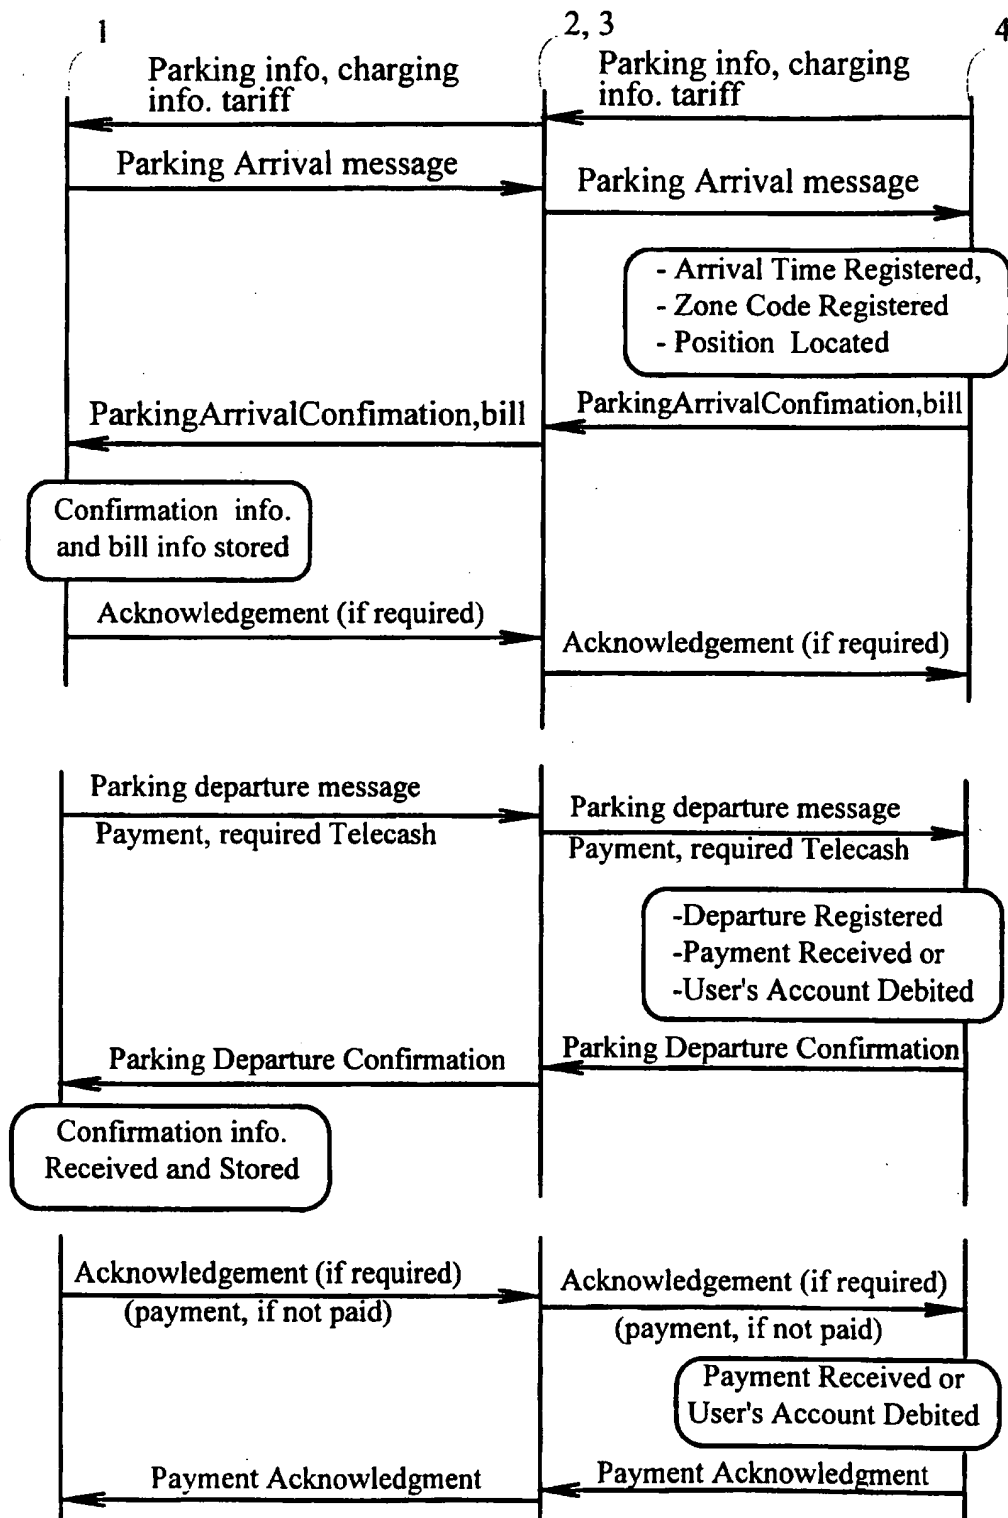 1
2, 3
4
Parking info, charging
info. tariff
Parking info, charging
info. tariff
Parking Arrival message
Parking Arrival message
- Arrival Time Registered,
- Zone Code Registered
- Position Located
ParkingArrivalConfimation,bill
ParkingArrivalConfimation,bill
Confirmation info.
and bill info stored
Acknowledgement (if required)
Acknowledgement (if required)
Parking departure message
Payment, required Telecash
Parking departure message
Payment, required Telecash
-Departure Registered
-Payment Received or
-User's Account Debited
Parking Departure Confirmation
Parking Departure Confirmation
Confirmation info.
Received and Stored
Acknowledgement (if required)
(payment, if not paid)
Acknowledgement (if required)
(payment, if not paid)
Payment Received or
User's Account Debited
Payment Acknowledgment
Payment Acknowledgment